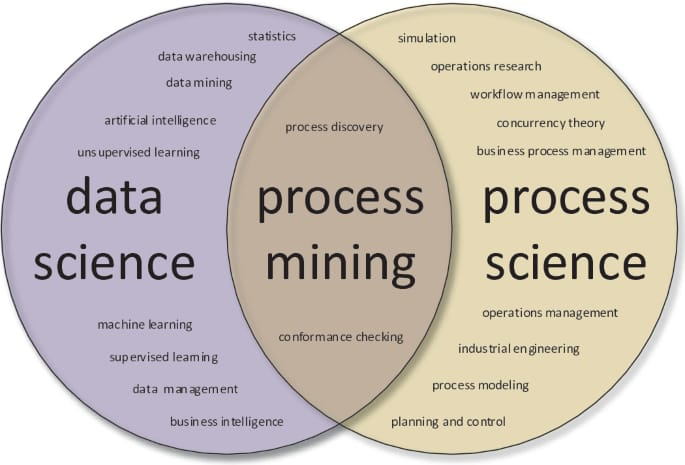 statistics
data warehousing
data mining
artificial intelligence
unsupervised learning
data
science
machine learning
supervised learning
data management
business intelligence
process discovery
process
mining
conformance checking
simulation
operations research
workflow management
concurrency theory
business process management
process
science
operations management
industrial engineering
process modeling
planning and control